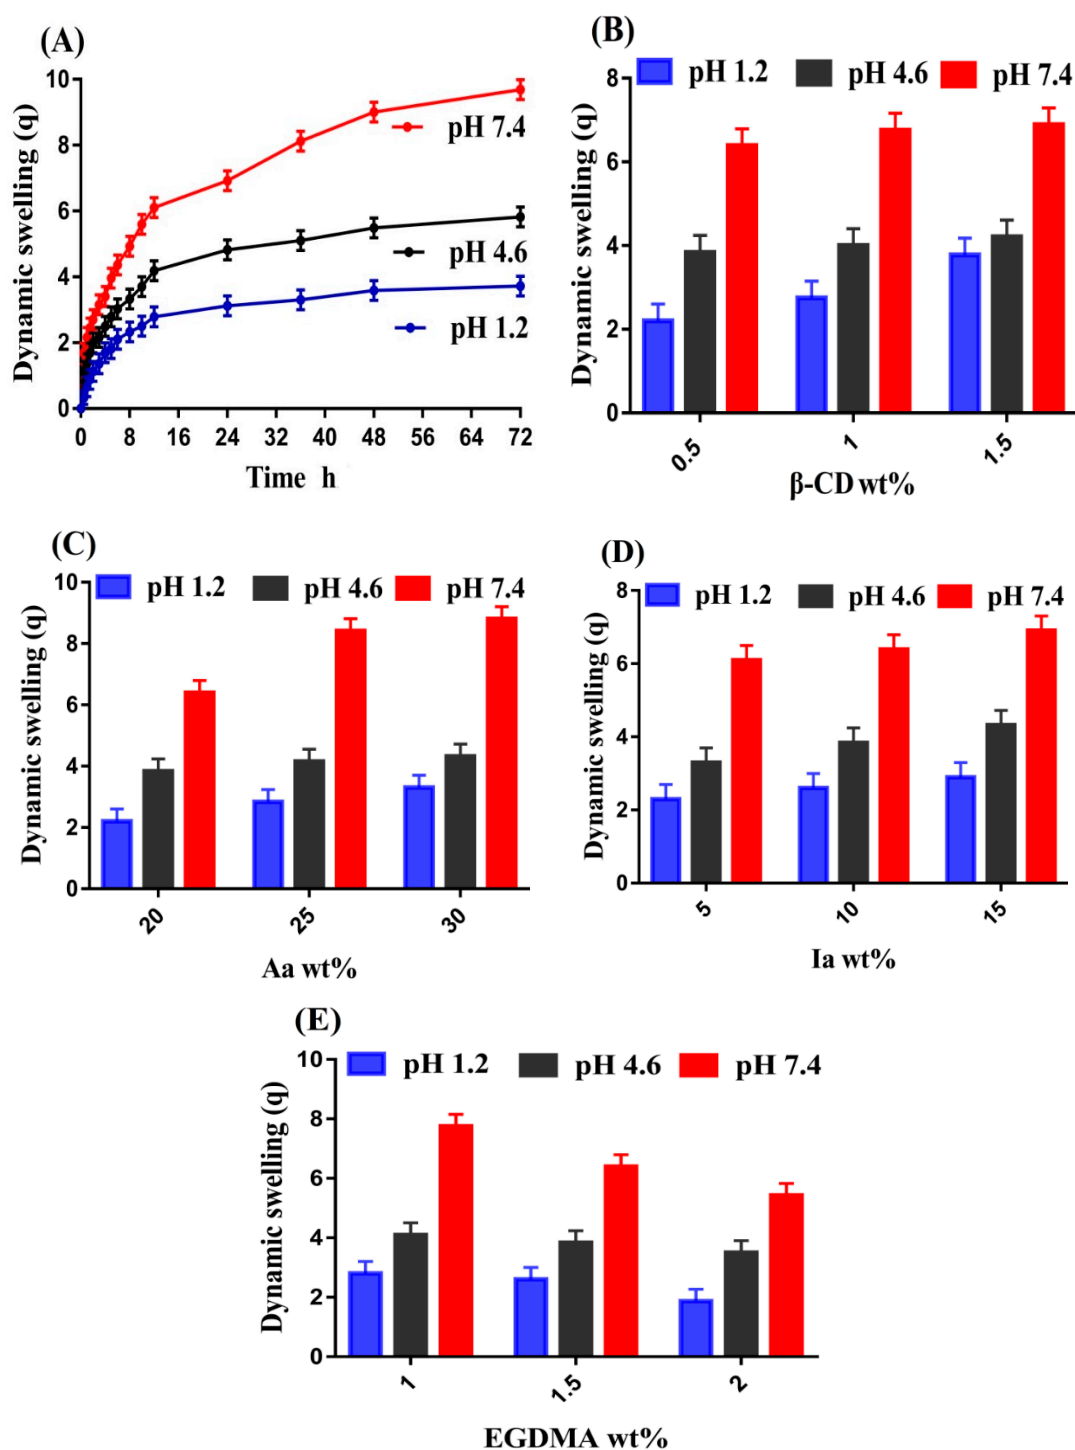 (A)
Dynamic swelling (q)
10
8
6
4
2
0
pH 7.4
pH 4.6
pH 1.2
0 8 16 24 32 40 48 56 64 72
Time h
(B)
pH 1.2 pH 4.6 pH 7.4
Dynamic swelling (q)
8
6
4
2
0
0.5 1 1.5
β-CD wt%
(C)
pH 1.2 pH 4.6 pH 7.4
Dynamic swelling (q)
10
8
6
4
2
0
20 25 30
Aa wt%
(D)
pH 1.2 pH 4.6 pH 7.4
Dynamic swelling (q)
8
6
4
2
0
5 10 15
Ia wt%
(E)
pH 1.2 pH 4.6 pH 7.4
Dynamic swelling (q)
10
8
6
4
2
0
1 1.5 2
EGDMA wt%